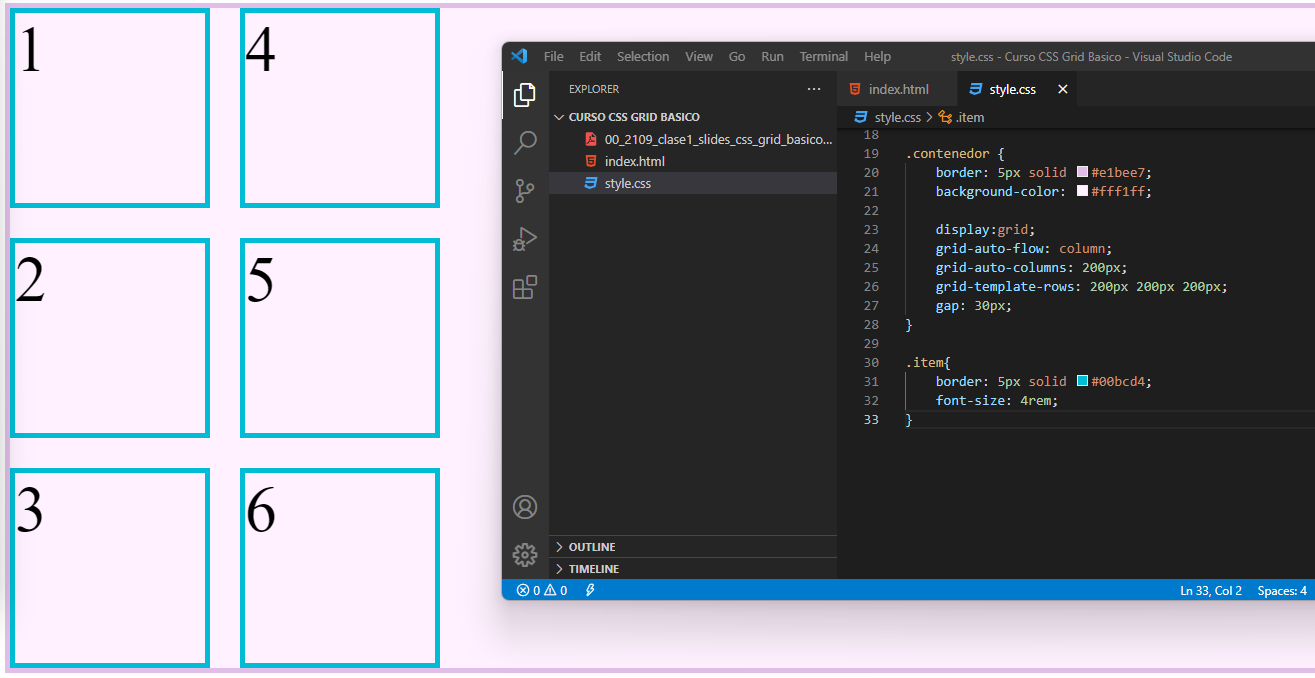 1
4
2
5
3
6
File Edit Selection View Go Run Terminal Help
style.css - Curso CSS Grid Basico - Visual Studio Code
EXPLORER
CURSO CSS GRID BASICO
00_2109_clase1_slides_css_grid_basico...
index.html
style.css
OUTLINE
TIMELINE
index.html
style.css
style.css > .item
18
19 .contenedor {
20 border: 5px solid #e1bee7;
21 background-color: #fff1ff;
22
23 display:grid;
24 grid-auto-flow: column;
25 grid-auto-columns: 200px;
26 grid-template-rows: 200px 200px 200px;
27 gap: 30px;
28 }
29
30 .item{
31 border: 5px solid #00bcd4;
32 font-size: 4rem;
33 }
0 0
Ln 33, Col 2 Spaces: 4